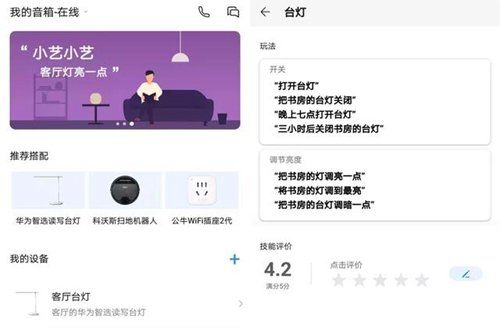 我的音箱-在线
“ 小艺小艺
客厅灯亮一点 ”
推荐搭配
华为智选读写台灯
科沃斯扫地机器人
公牛WiFi插座2代
我的设备
+
客厅台灯
客厅的华为智选读写台灯
台灯
玩法
开关
“打开台灯”
“把书房的台灯关闭”
“晚上七点打开台灯”
“三小时后关闭书房的台灯”
调节亮度
“把书房的灯调亮一点”
“将书房的灯调到最亮”
“把书房的台灯调暗一点”
技能评价
4.2
满分5分
点击评价